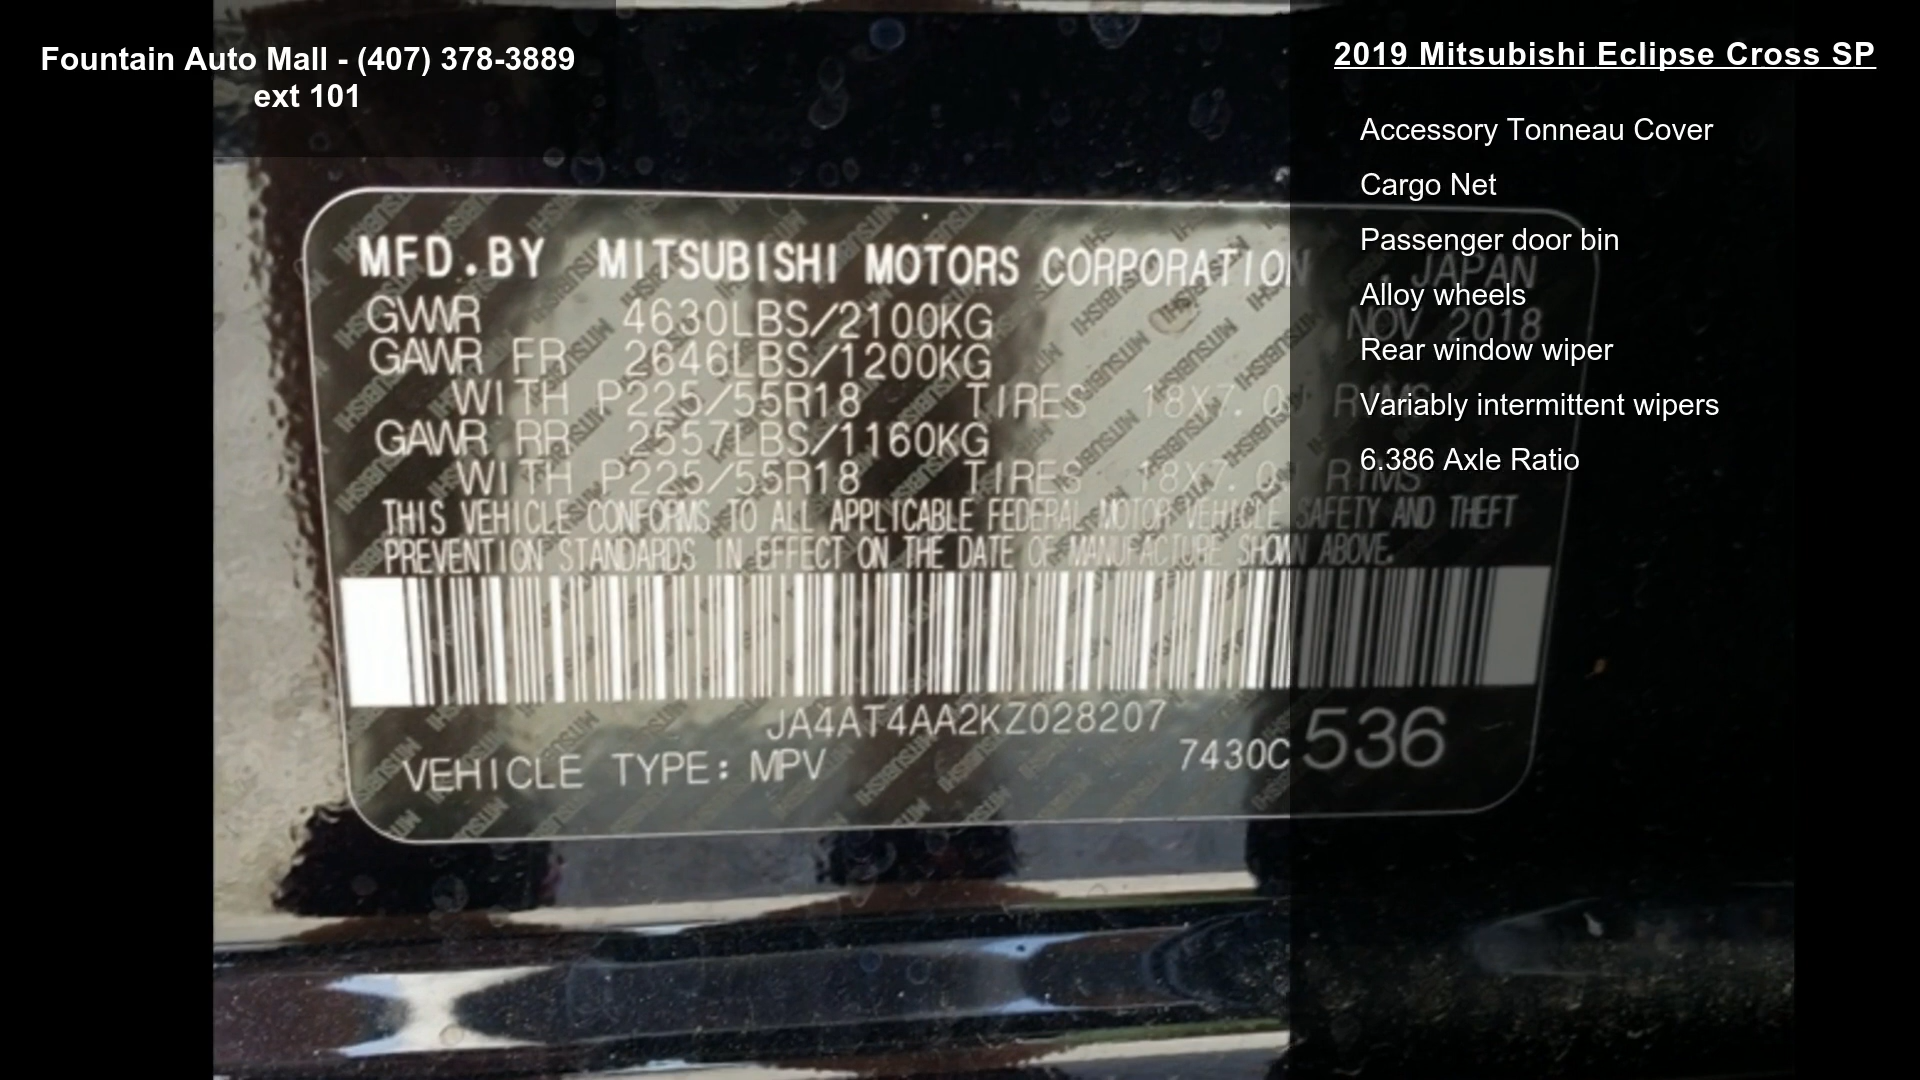 Fountain Auto Mall - (407) 378-3889
ext 101
2019 Mitsubishi Eclipse Cross SP
Accessory Tonneau Cover
Cargo Net
Passenger door bin
Alloy wheels
Rear window wiper
Variably intermittent wipers
6.386 Axle Ratio
MFD.BY MITSUBISHI MOTORS CORPORATION , JAPAN
GVWR 4630LBS/2100KG NOV 2018
GAWR FR 2646LBS/1200KG
WITH P225/55R18 TIRES 18X7.0J RIMS
GAWR RR 2557LBS/1160KG
WITH P225/55R18 TIRES 18X7.0J RIMS
THIS VEHICLE CONFORMS TO ALL APPLICABLE FEDERAL MOTOR VEHICLE SAFETY AND THEFT
PREVENTION STANDARDS IN EFFECT ON THE DATE OF MANUFACTURE SHOWN ABOVE.
JA4AT4AA2KZ028207
VEHICLE TYPE: MPV 7430C536